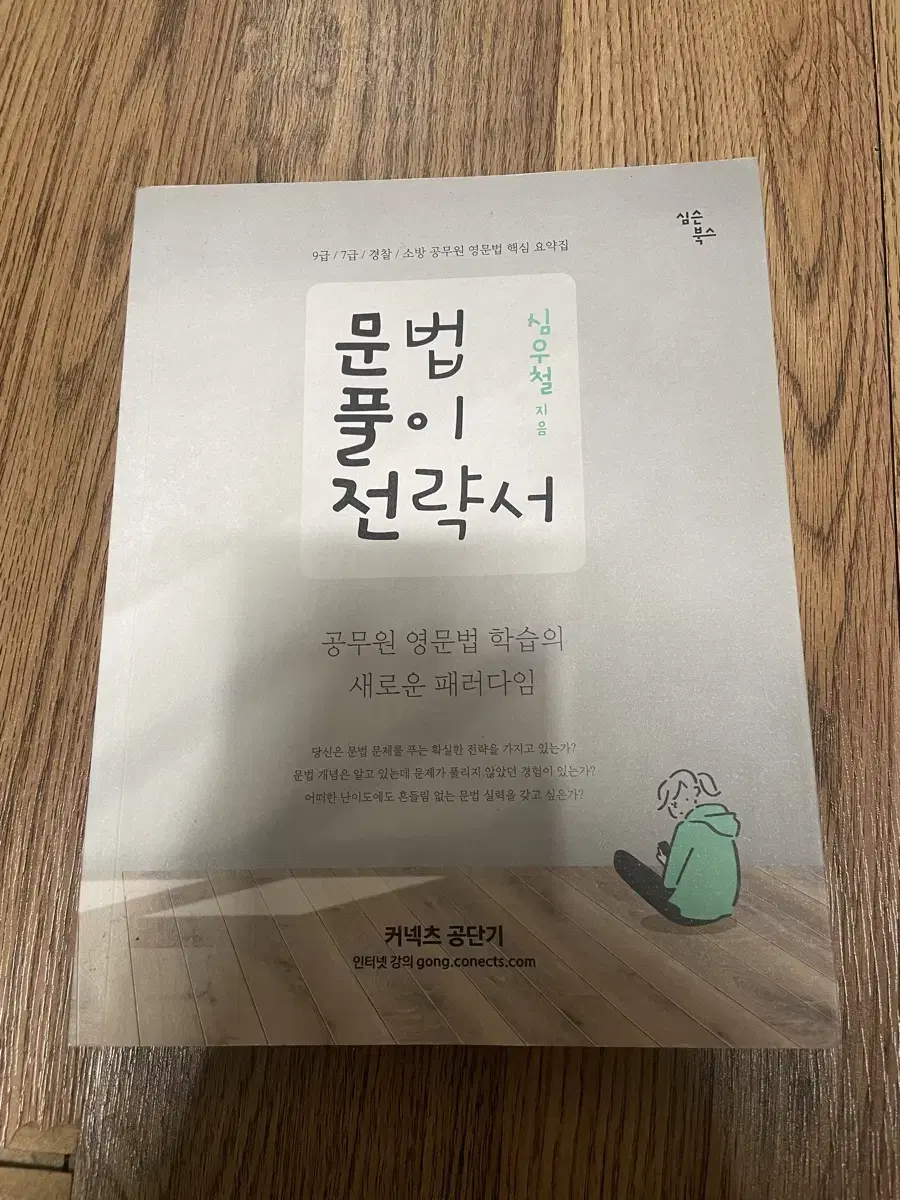 심슨
북스
9급 / 7급 / 경찰 / 소방 공무원 영문법 핵심 요약집
문법
풀이
전략서
심우철
지음
공무원 영문법 학습의
새로운 패러다임
당신은 문법 문제를 푸는 확실한 전략을 가지고 있는가?
문법 개념은 알고 있는데 문제가 풀리지 않았던 경험이 있는가?
어떠한 난이도에도 흔들림 없는 문법 실력을 갖고 싶은가?
커넥츠 공단기
인터넷 강의 gong.conects.com